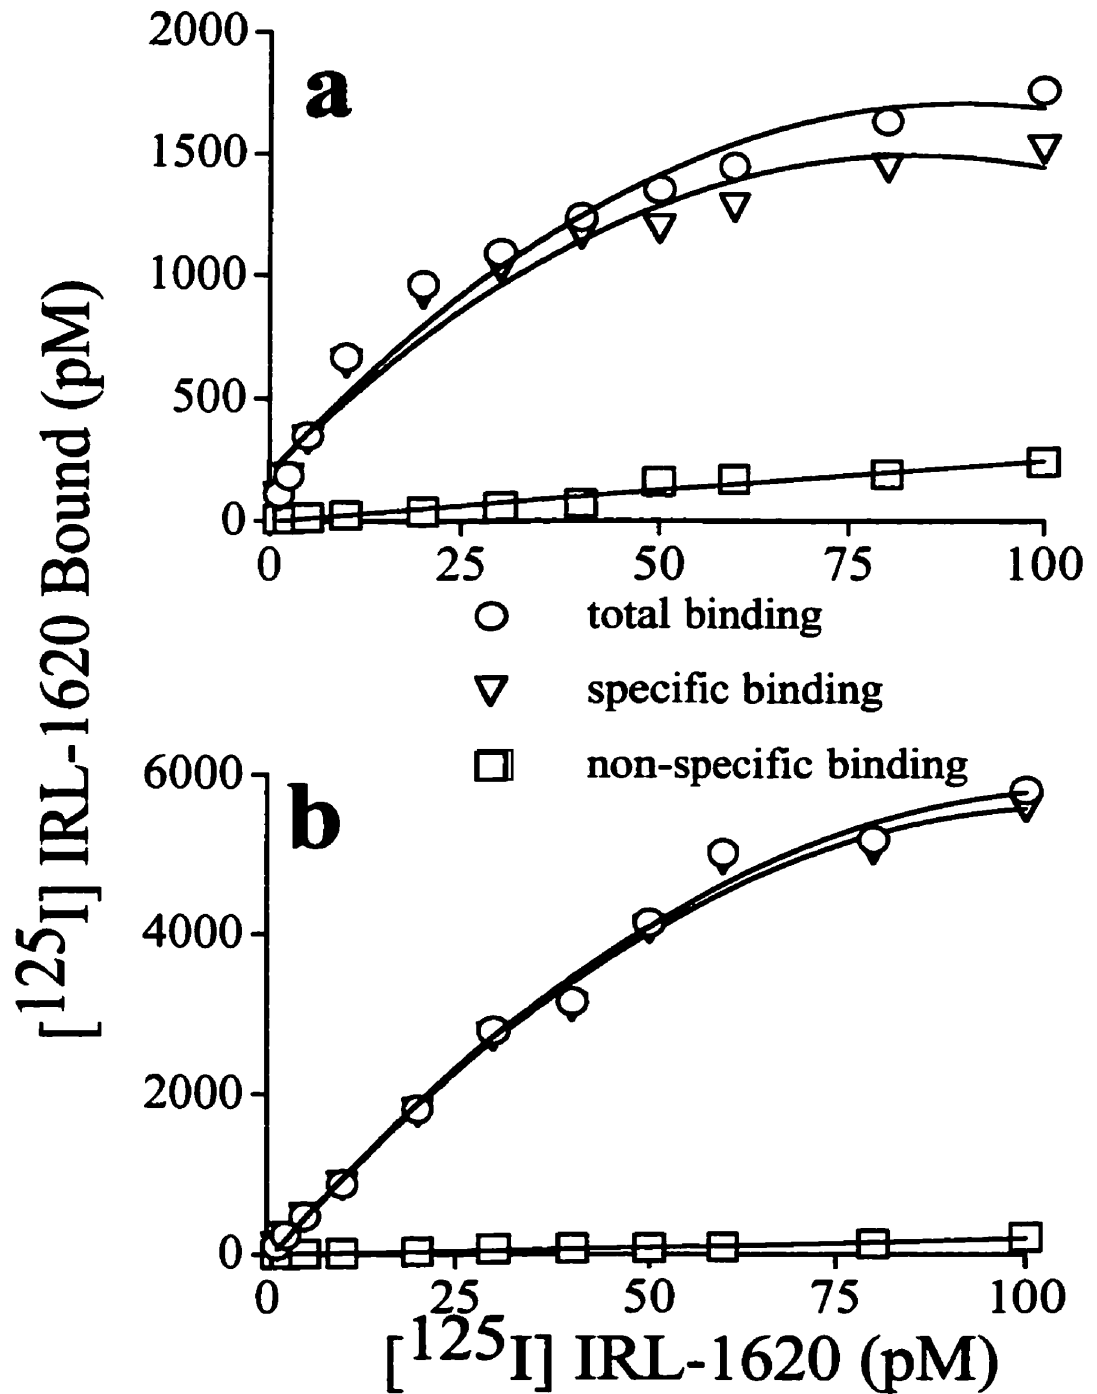 2000
a
1500
1000
500
0
0 25 50 75 100
total binding
specific binding
non-specific binding
[125I] IRL-1620 Bound (pM)
6000
b
4000
2000
0
0 25 50 75 100
[125I] IRL-1620 (pM)